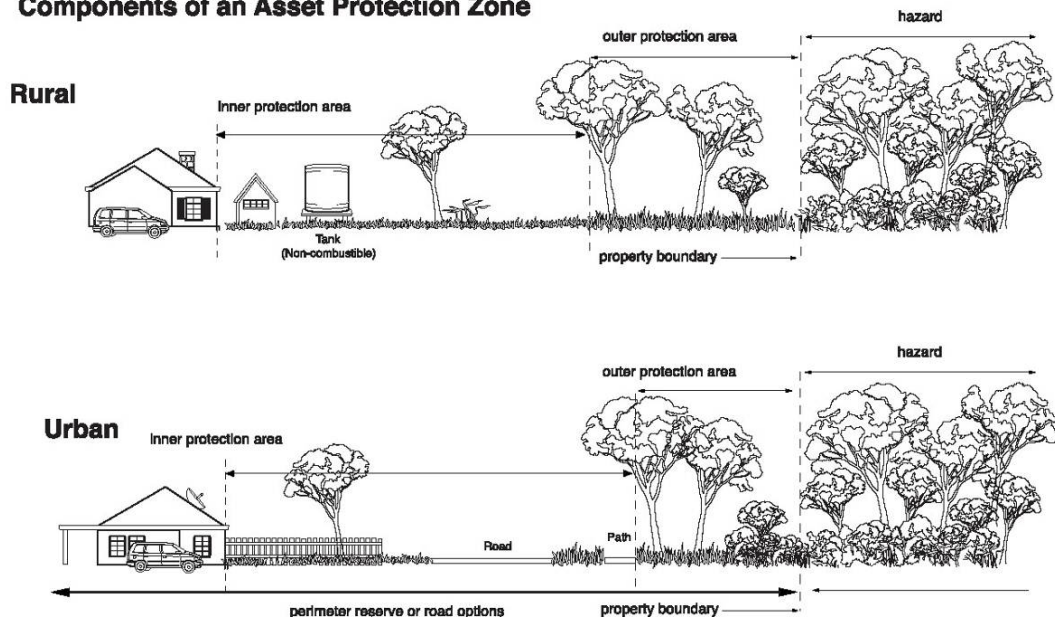 Components of an Asset Protection Zone
hazard
outer protection area
Rural
inner protection area
Tank
(Non-combustible)
property boundary
hazard
outer protection area
Urban
inner protection area
Road
Path
perimeter reserve or road options
property boundary